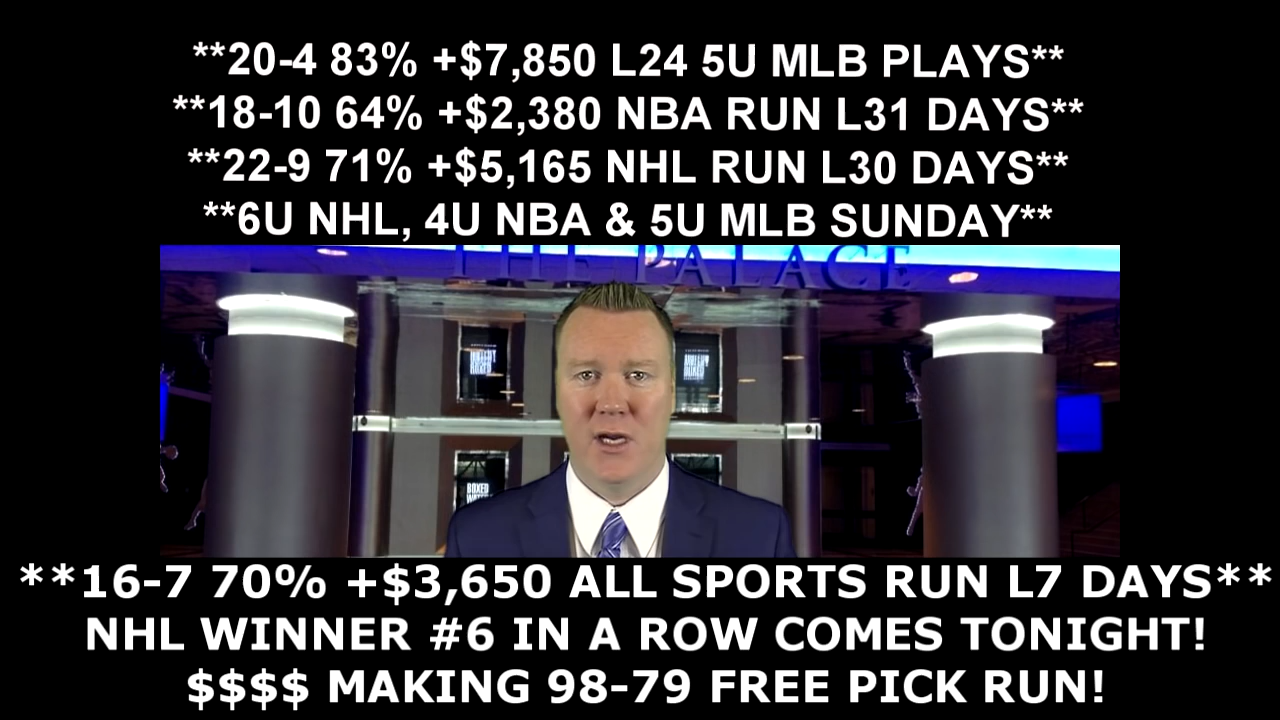 **20-4 83% +$7,850 L24 5U MLB PLAYS**
**18-10 64% +$2,380 NBA RUN L31 DAYS**
**22-9 71% +$5,165 NHL RUN L30 DAYS**
**6U NHL, 4U NBA & 5U MLB SUNDAY**
THE PALACE
BOXED
**16-7 70% +$3,650 ALL SPORTS RUN L7 DAYS**
NHL WINNER #6 IN A ROW COMES TONIGHT!
$$$$ MAKING 98-79 FREE PICK RUN!